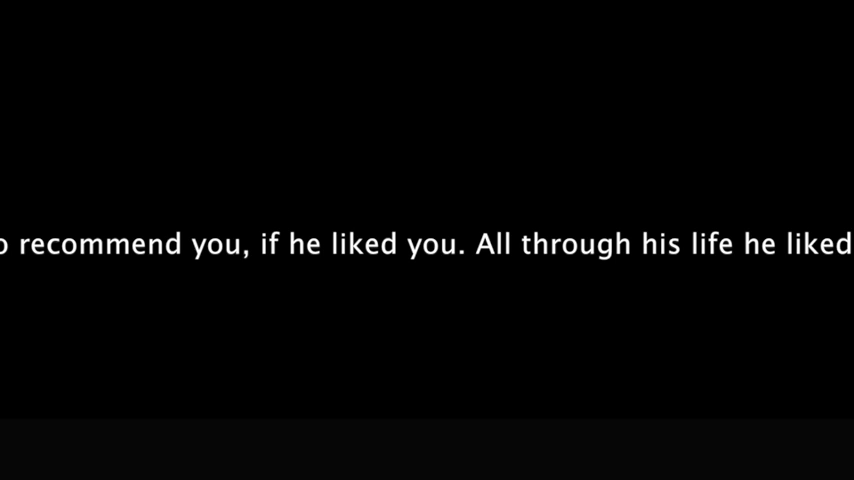 o recommend you, if he liked you. All through his life he liked